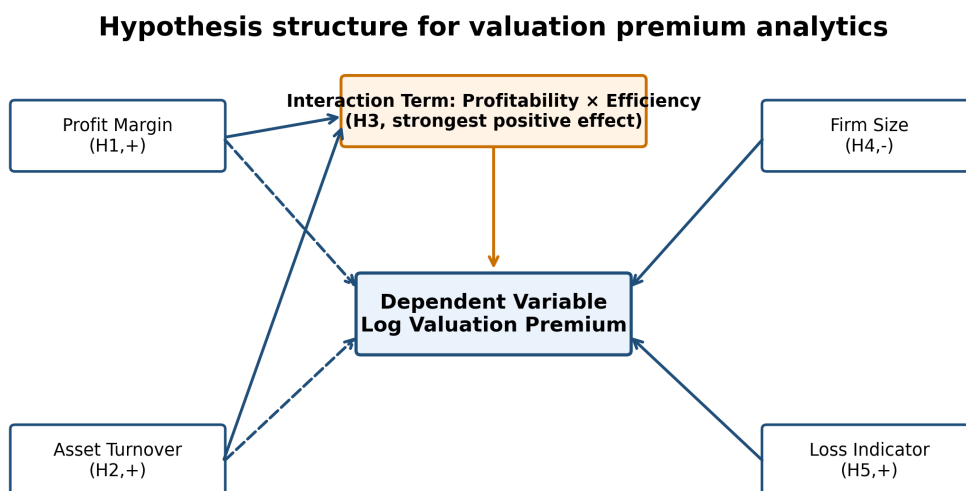 Hypothesis structure for valuation premium analytics
Interaction Term: Profitability × Efficiency
(H3, strongest positive effect)
Profit Margin
(H1,+)
Firm Size
(H4,-)
Dependent Variable
Log Valuation Premium
Asset Turnover
(H2,+)
Loss Indicator
(H5,+)